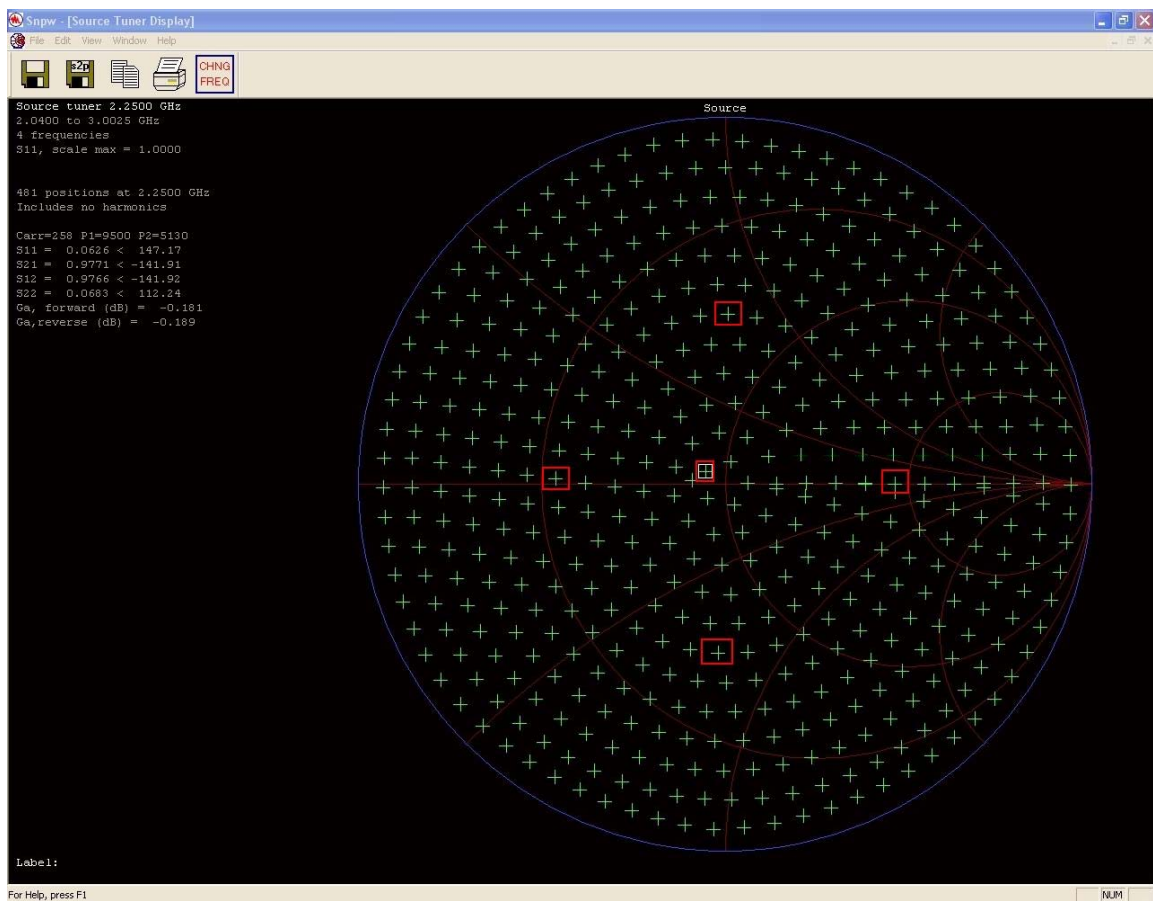 Snpw - [Source Tuner Display]
File Edit View Window Help
s2p
CHNG
FREQ
Source tuner 2.2500 GHz
2.0400 to 3.0025 GHz
4 frequencies
S11, scale max = 1.0000
481 positions at 2.2500 GHz
Includes no harmonics
Carr=258 P1=9500 P2=5130
S11 = 0.0626 < 147.17
S21 = 0.9771 < -141.91
S12 = 0.9766 < -141.92
S22 = 0.0683 < 112.24
Ga, forward (dB) = -0.181
Ga,reverse (dB) = -0.189
Source
Label:
For Help, press F1
NUM